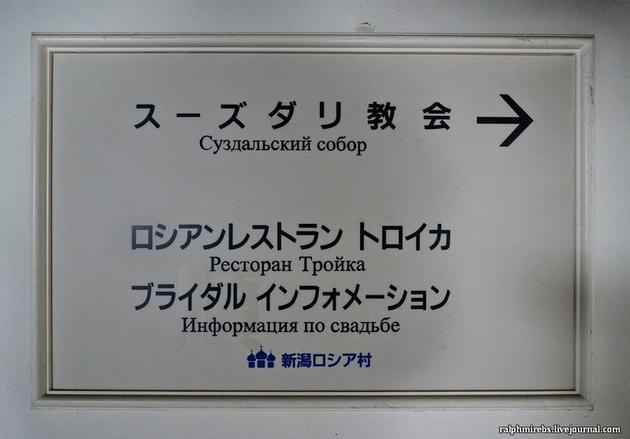 スーズダリ教会 →
Суздальский собор
ロシアンレストラン トロイカ
Ресторан Тройка
ブライダル インフォメーション
Информация по свадьбе
新潟ロシア村
ralphmirebs.livejournal.com